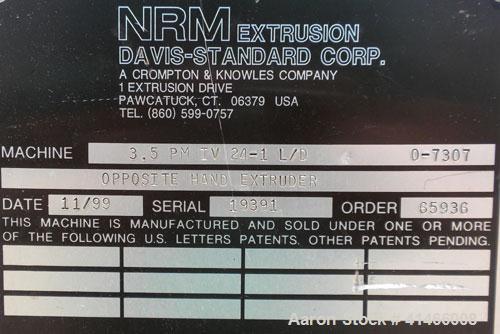 NRM EXTRUSION
DAVIS-STANDARD CORP.
A CROMPTON & KNOWLES COMPANY
1 EXTRUSION DRIVE
PAWCATUCK, CT. 06379 USA
TEL. (860) 599-0757
MACHINE 3.5 PM IV 24-1 L/D 0-7307
OPPOSITE HAND EXTRUDER
DATE 11/99 SERIAL 19391 ORDER 65936
THIS MACHINE IS MANUFACTURED AND SOLD UNDER ONE OR MORE
OF THE FOLLOWING U.S. LETTERS PATENTS. OTHER PATENTS PENDING.
Aaron Stock # 41466008